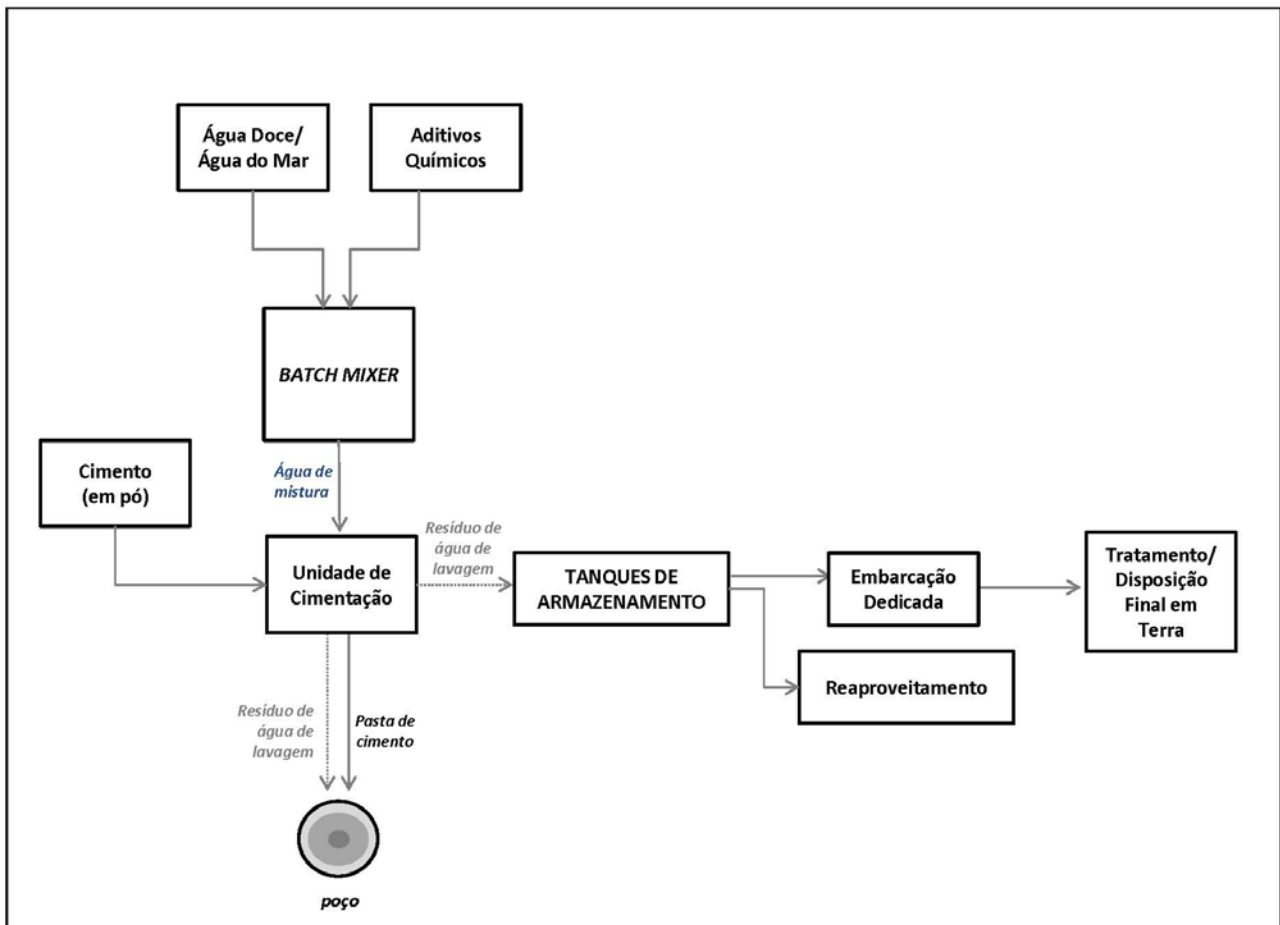 Água Doce/
Água do Mar
Aditivos
Químicos
BATCH MIXER
Água de
mistura
Cimento
(em pó)
Unidade de
Cimentação
Resíduo de
água de
lavagem
TANQUES DE
ARMAZENAMENTO
Embarcação
Dedicada
Tratamento/
Disposição
Final em
Terra
Reaproveitamento
Resíduo de
água de
lavagem
Pasta de
cimento
poço